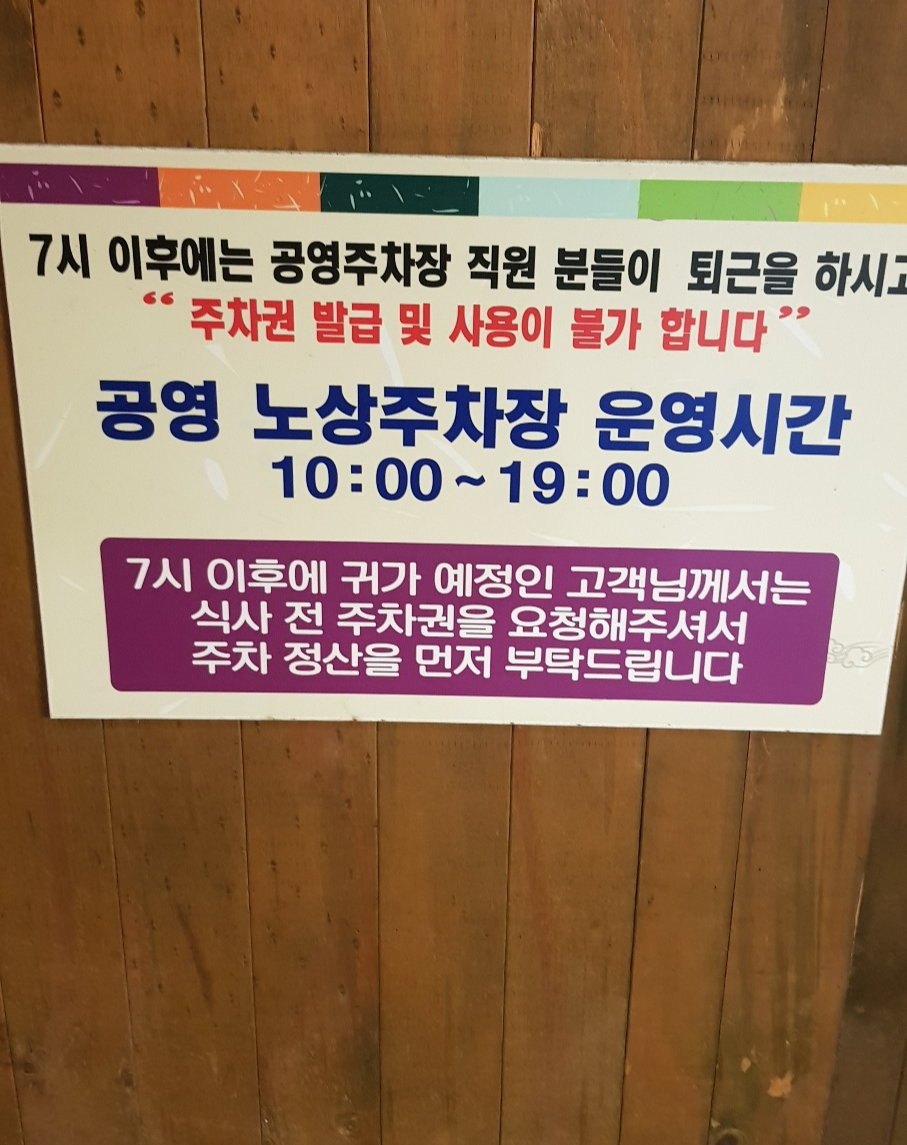 7시 이후에는 공영주차장 직원 분들이 퇴근을 하시고
“ 주차권 발급 및 사용이 불가 합니다 ”
공영 노상주차장 운영시간
10:00~19:00
7시 이후에 귀가 예정인 고객님께서는
식사 전 주차권을 요청해주셔서
주차 정산을 먼저 부탁드립니다